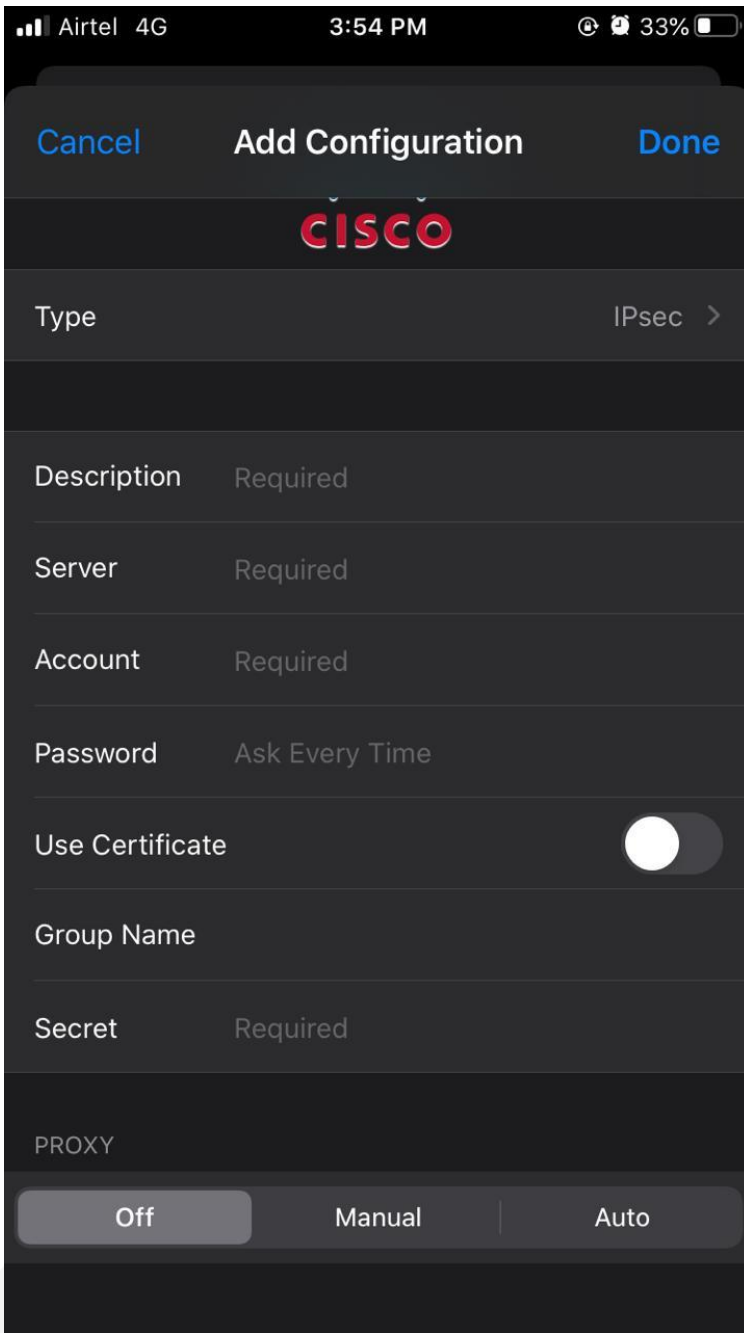 Airtel 4G 3:54 PM 33%
Cancel Add Configuration Done
CISCO
Type IPsec
Description Required
Server Required
Account Required
Password Ask Every Time
Use Certificate
Group Name
Secret Required
PROXY
Off Manual Auto